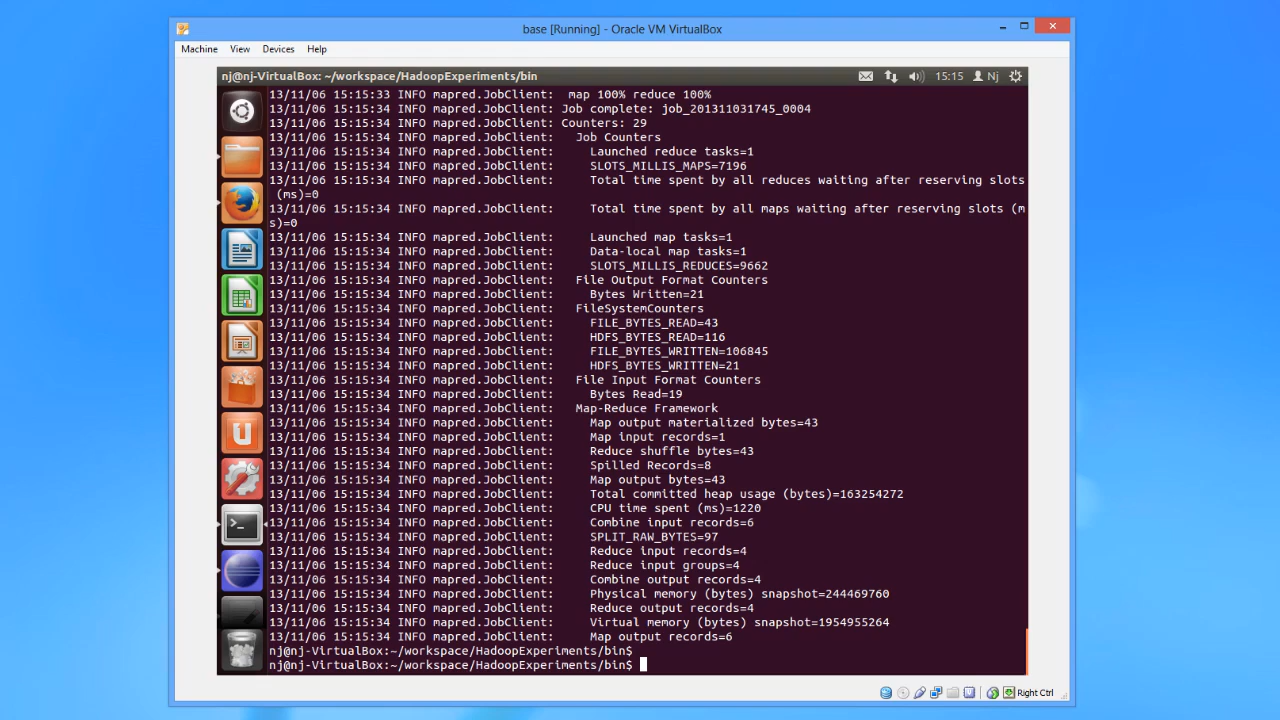 base [Running] - Oracle VM VirtualBox
Machine View Devices Help
nj@nj-VirtualBox: ~/workspace/HadoopExperiments/bin 15:15 Nj
13/11/06 15:15:33 INFO mapred.JobClient:  map 100% reduce 100%
13/11/06 15:15:34 INFO mapred.JobClient: Job complete: job_201311031745_0004
13/11/06 15:15:34 INFO mapred.JobClient: Counters: 29
13/11/06 15:15:34 INFO mapred.JobClient:   Job Counters
13/11/06 15:15:34 INFO mapred.JobClient:     Launched reduce tasks=1
13/11/06 15:15:34 INFO mapred.JobClient:     SLOTS_MILLIS_MAPS=7196
13/11/06 15:15:34 INFO mapred.JobClient:     Total time spent by all reduces waiting after reserving slots
(ms)=0
13/11/06 15:15:34 INFO mapred.JobClient:     Total time spent by all maps waiting after reserving slots (m
s)=0
13/11/06 15:15:34 INFO mapred.JobClient:     Launched map tasks=1
13/11/06 15:15:34 INFO mapred.JobClient:     Data-local map tasks=1
13/11/06 15:15:34 INFO mapred.JobClient:     SLOTS_MILLIS_REDUCES=9662
13/11/06 15:15:34 INFO mapred.JobClient:   File Output Format Counters
13/11/06 15:15:34 INFO mapred.JobClient:     Bytes Written=21
13/11/06 15:15:34 INFO mapred.JobClient:   FileSystemCounters
13/11/06 15:15:34 INFO mapred.JobClient:     FILE_BYTES_READ=43
13/11/06 15:15:34 INFO mapred.JobClient:     HDFS_BYTES_READ=116
13/11/06 15:15:34 INFO mapred.JobClient:     FILE_BYTES_WRITTEN=106845
13/11/06 15:15:34 INFO mapred.JobClient:     HDFS_BYTES_WRITTEN=21
13/11/06 15:15:34 INFO mapred.JobClient:   File Input Format Counters
13/11/06 15:15:34 INFO mapred.JobClient:     Bytes Read=19
13/11/06 15:15:34 INFO mapred.JobClient:   Map-Reduce Framework
13/11/06 15:15:34 INFO mapred.JobClient:     Map output materialized bytes=43
13/11/06 15:15:34 INFO mapred.JobClient:     Map input records=1
13/11/06 15:15:34 INFO mapred.JobClient:     Reduce shuffle bytes=43
13/11/06 15:15:34 INFO mapred.JobClient:     Spilled Records=8
13/11/06 15:15:34 INFO mapred.JobClient:     Map output bytes=43
13/11/06 15:15:34 INFO mapred.JobClient:     Total committed heap usage (bytes)=163254272
13/11/06 15:15:34 INFO mapred.JobClient:     CPU time spent (ms)=1220
13/11/06 15:15:34 INFO mapred.JobClient:     Combine input records=6
13/11/06 15:15:34 INFO mapred.JobClient:     SPLIT_RAW_BYTES=97
13/11/06 15:15:34 INFO mapred.JobClient:     Reduce input records=4
13/11/06 15:15:34 INFO mapred.JobClient:     Reduce input groups=4
13/11/06 15:15:34 INFO mapred.JobClient:     Combine output records=4
13/11/06 15:15:34 INFO mapred.JobClient:     Physical memory (bytes) snapshot=244469760
13/11/06 15:15:34 INFO mapred.JobClient:     Reduce output records=4
13/11/06 15:15:34 INFO mapred.JobClient:     Virtual memory (bytes) snapshot=1954955264
13/11/06 15:15:34 INFO mapred.JobClient:     Map output records=6
nj@nj-VirtualBox:~/workspace/HadoopExperiments/bin$
nj@nj-VirtualBox:~/workspace/HadoopExperiments/bin$
Right Ctrl